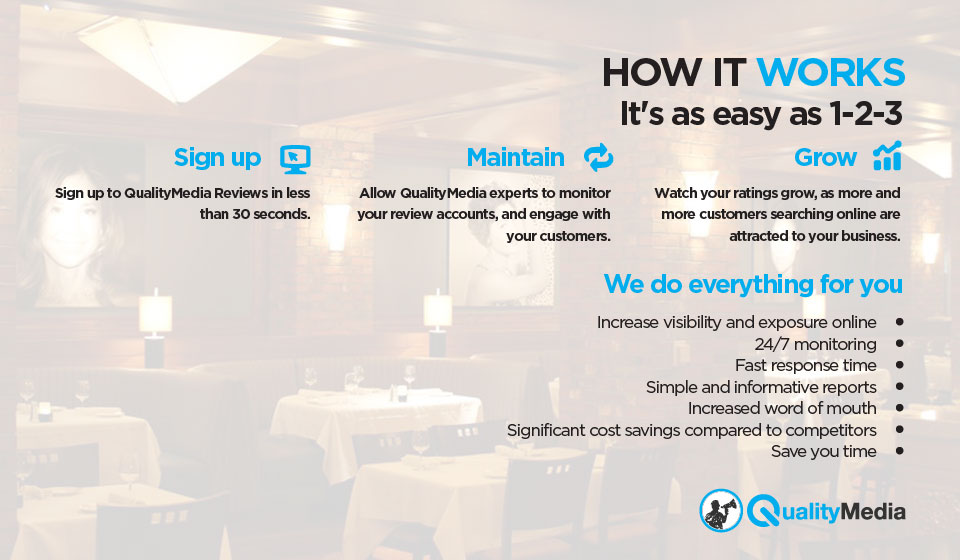 HOW IT WORKS
It's as easy as 1-2-3
Sign up
Sign up to QualityMedia Reviews in less
than 30 seconds.
Maintain
Allow QualityMedia experts to monitor
your review accounts, and engage with
your customers.
Grow
Watch your ratings grow, as more and
more customers searching online are
attracted to your business.
We do everything for you
Increase visibility and exposure online •
24/7 monitoring •
Fast response time •
Simple and informative reports •
Increased word of mouth •
Significant cost savings compared to competitors •
Save you time •
QualityMedia